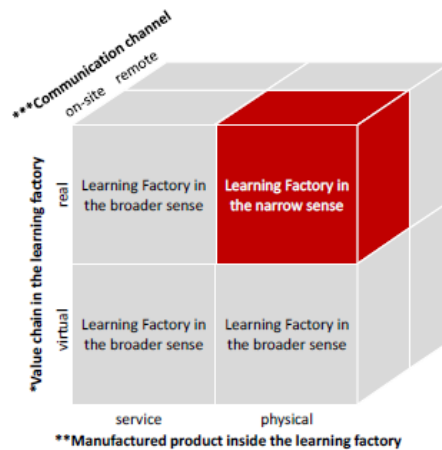 ***Communication channel
on-site remote
*Value chain in the learning factory
real
virtual
Learning Factory in
the broader sense
Learning Factory in
the narrow sense
Learning Factory in
the broader sense
Learning Factory in
the broader sense
service
physical
**Manufactured product inside the learning factory